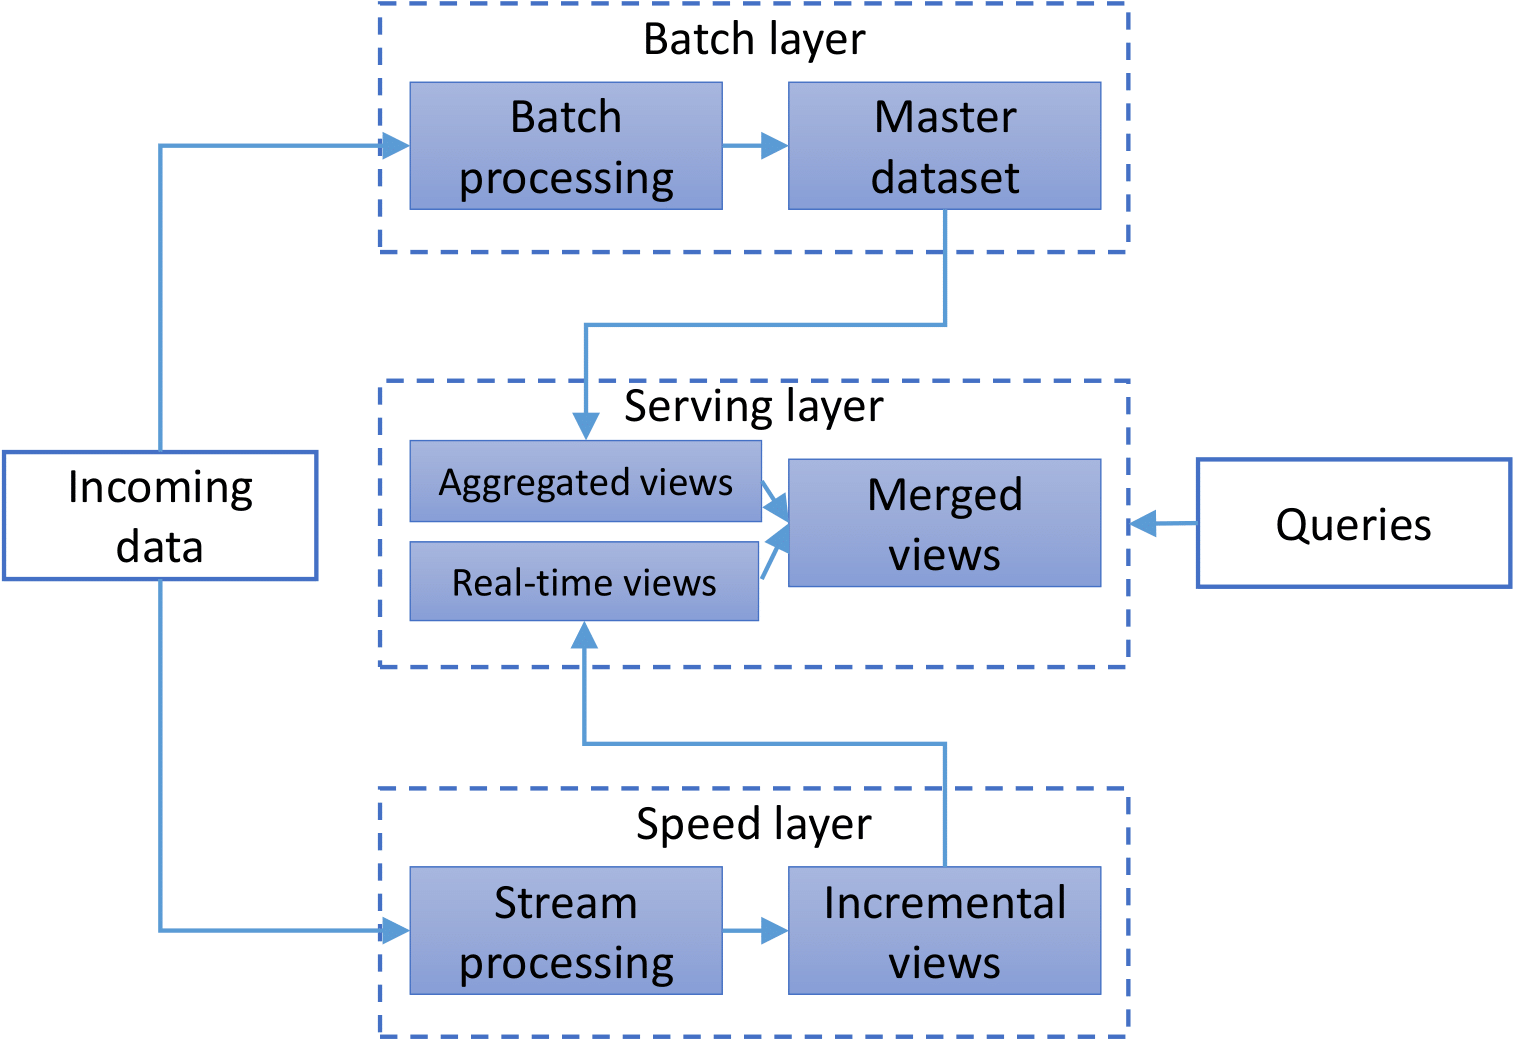 Batch layer
Batch
processing
Master
dataset
Serving layer
Incoming
data
Aggregated views
Real-time views
Merged
views
Queries
Speed layer
Stream
processing
Incremental
views